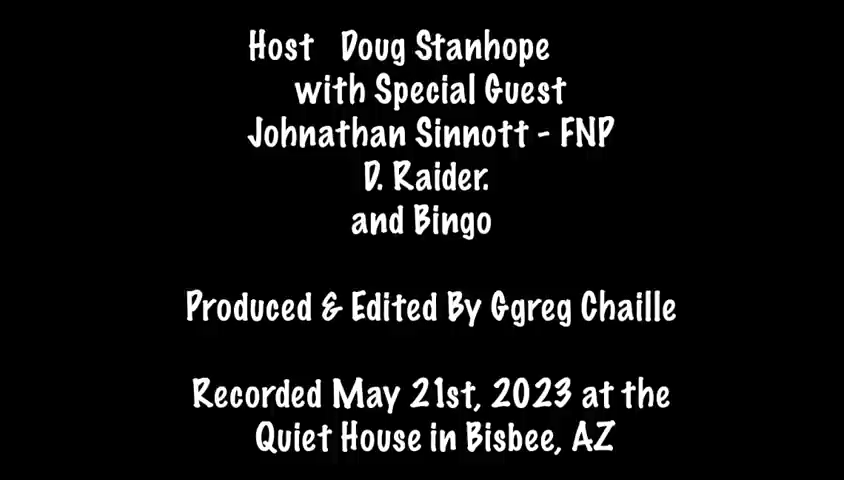 Host Doug Stanhope
with Special Guest
Johnathan Sinnott - FNP
D. Raider.
and Bingo
Produced & Edited By Ggreg Chaille
Recorded May 21st, 2023 at the
Quiet House in Bisbee, AZ